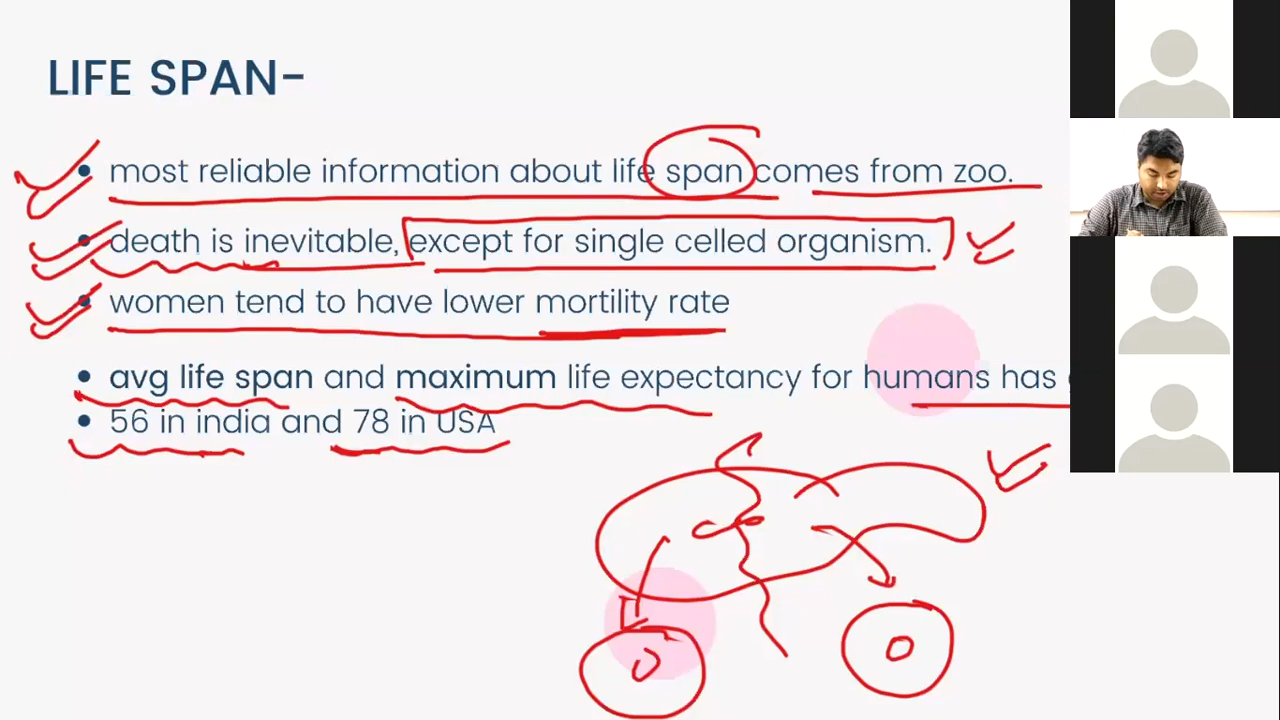 LIFE SPAN-
• most reliable information about life span comes from zoo.
• death is inevitable, except for single celled organism.
• women tend to have lower mortility rate
• avg life span and maximum life expectancy for humans has
• 56 in india and 78 in USA